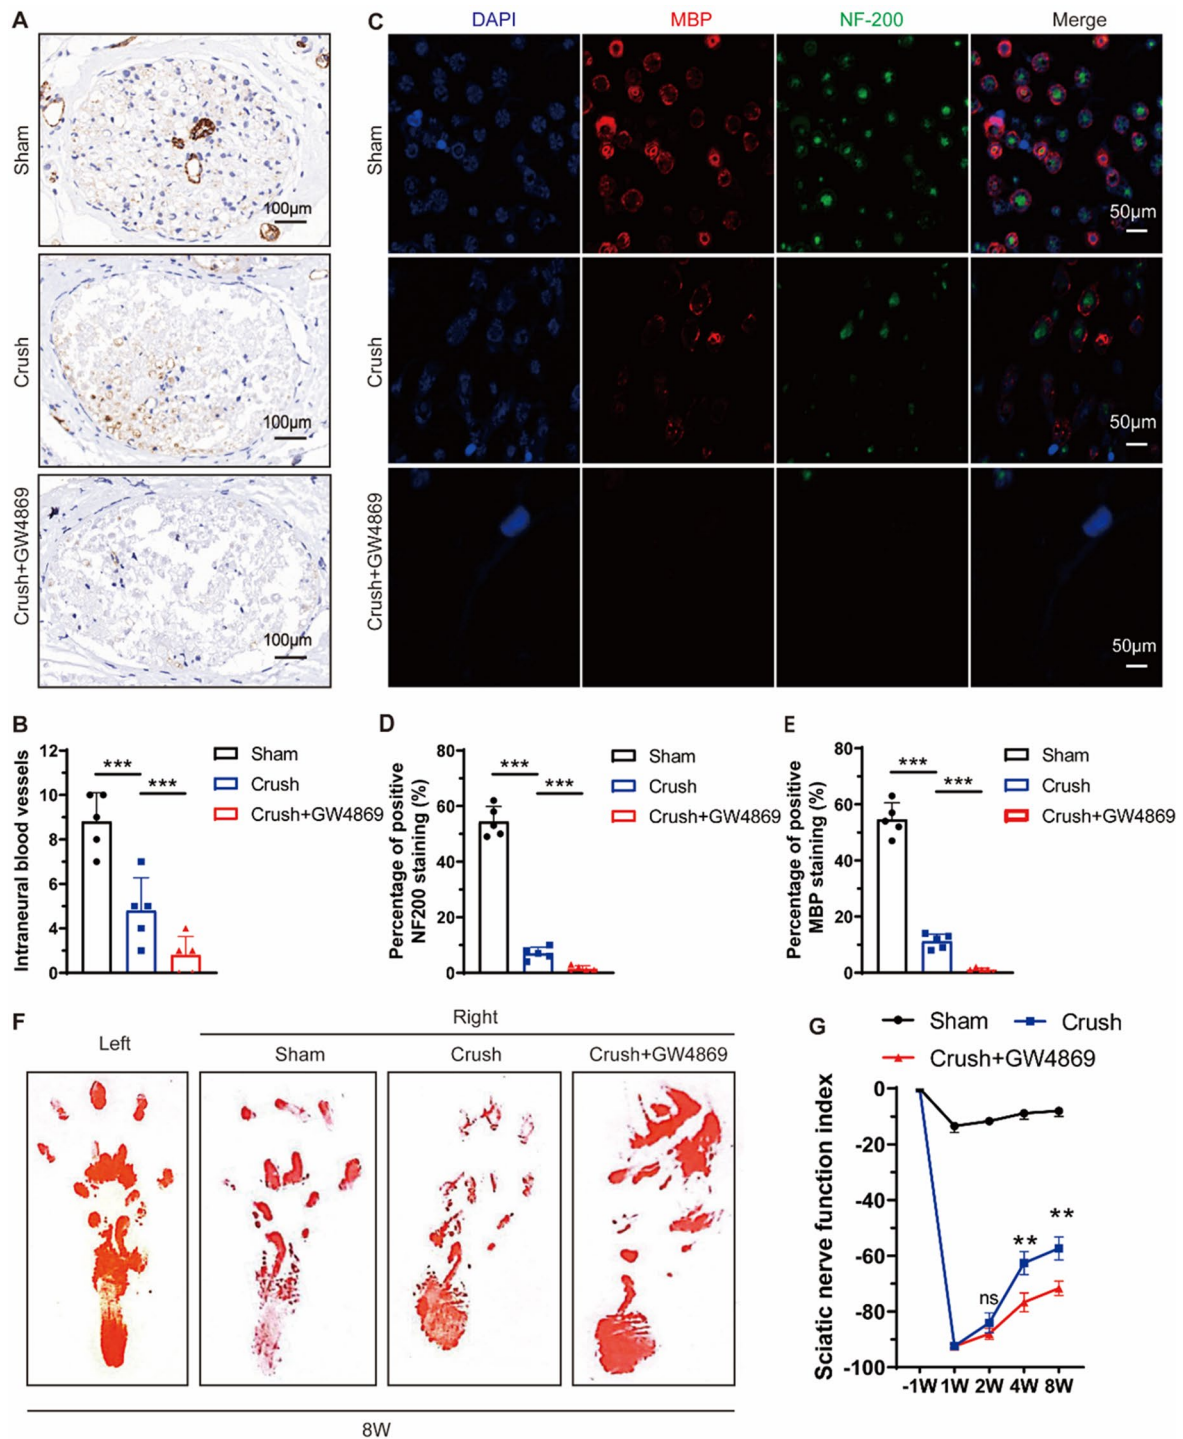 A
Sham
100µm
Crush
100µm
Crush+GW4869
100µm
C
DAPI
MBP
NF-200
Merge
Sham
50µm
Crush
50µm
Crush+GW4869
50µm
B
Intraneural blood vessels
12
10
8
6
4
2
0
***
***
Sham
Crush
Crush+GW4869
D
Percentage of positive
NF200 staining (%)
80
60
40
20
0
***
***
Sham
Crush
Crush+GW4869
E
Percentage of positive
MBP staining (%)
80
60
40
20
0
***
***
Sham
Crush
Crush+GW4869
F
Left
Right
Sham
Crush
Crush+GW4869
8W
G
Sham
Crush
Crush+GW4869
Sciatic nerve function index
0
-20
-40
-60
-80
-100
ns
**
**
-1W 1W 2W 4W 8W